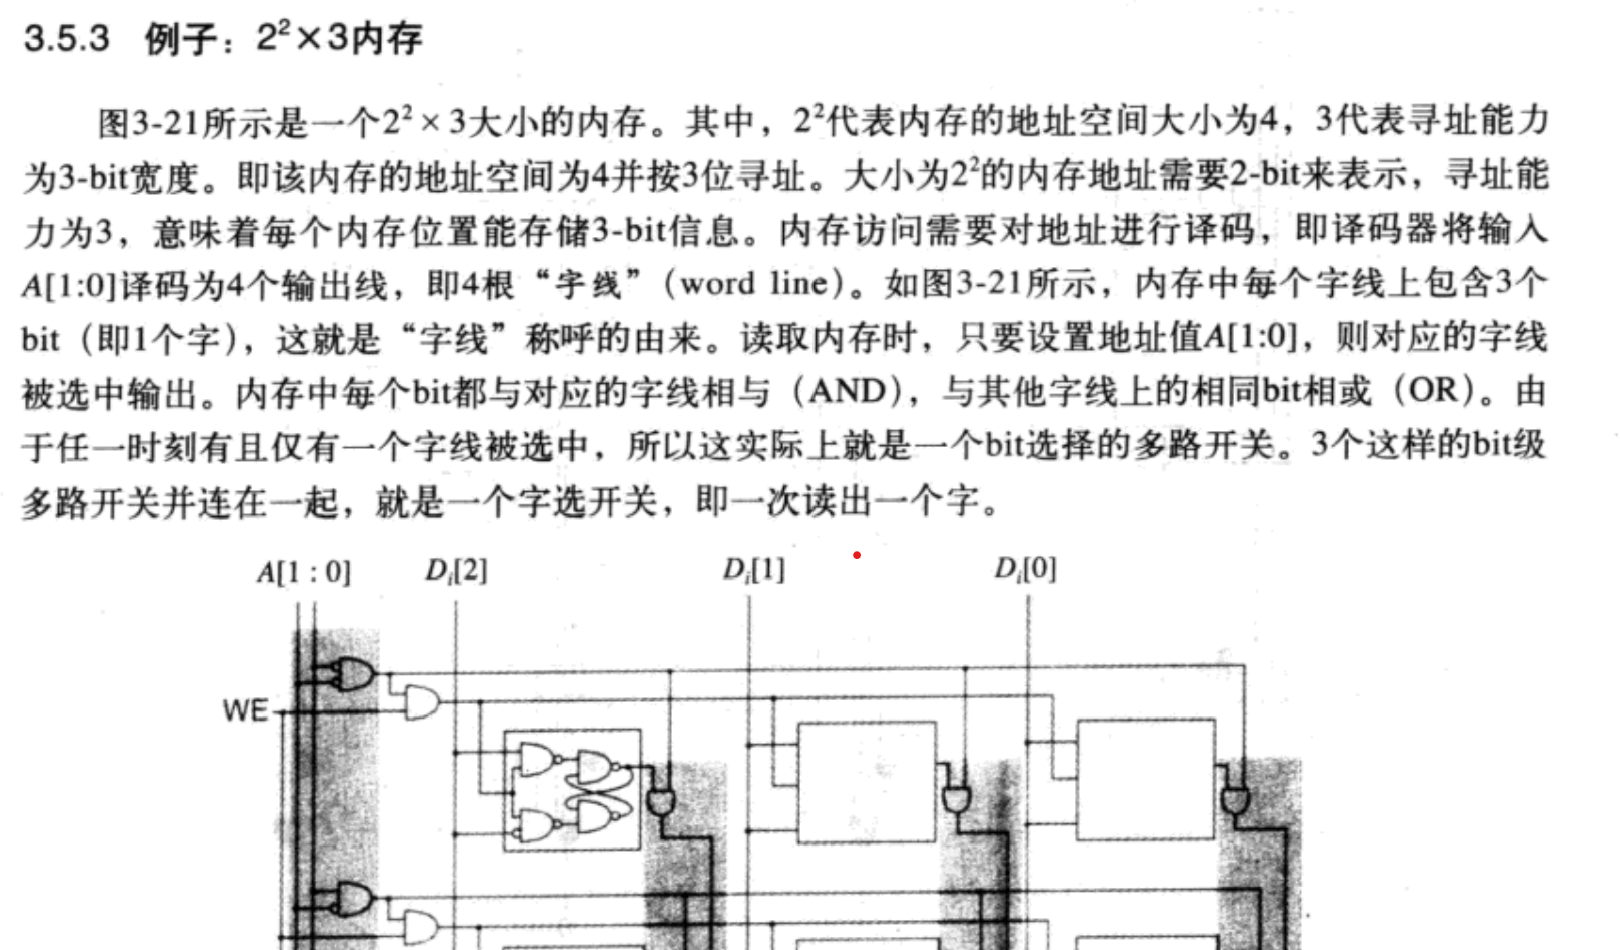 3.5.3 例子：2²×3内存
图3-21所示是一个2²×3大小的内存。其中，2²代表内存的地址空间大小为4，3代表寻址能力
为3-bit宽度。即该内存的地址空间为4并按3位寻址。大小为2²的内存地址需要2-bit来表示，寻址能
力为3，意味着每个内存位置能存储3-bit信息。内存访问需要对地址进行译码，即译码器将输入
A[1:0]译码为4个输出线，即4根“字线”（word line）。如图3-21所示，内存中每个字线上包含3个
bit（即1个字），这就是“字线”称呼的由来。读取内存时，只要设置地址值A[1:0]，则对应的字线
被选中输出。内存中每个bit都与对应的字线相与（AND），与其他字线上的相同bit相或（OR）。由
于任一时刻有且仅有一个字线被选中，所以这实际上就是一个bit选择的多路开关。3个这样的bit级
多路开关并连在一起，就是一个字选开关，即一次读出一个字。
A[1:0] Dᵢ[2] Dᵢ[1] Dᵢ[0]
WE